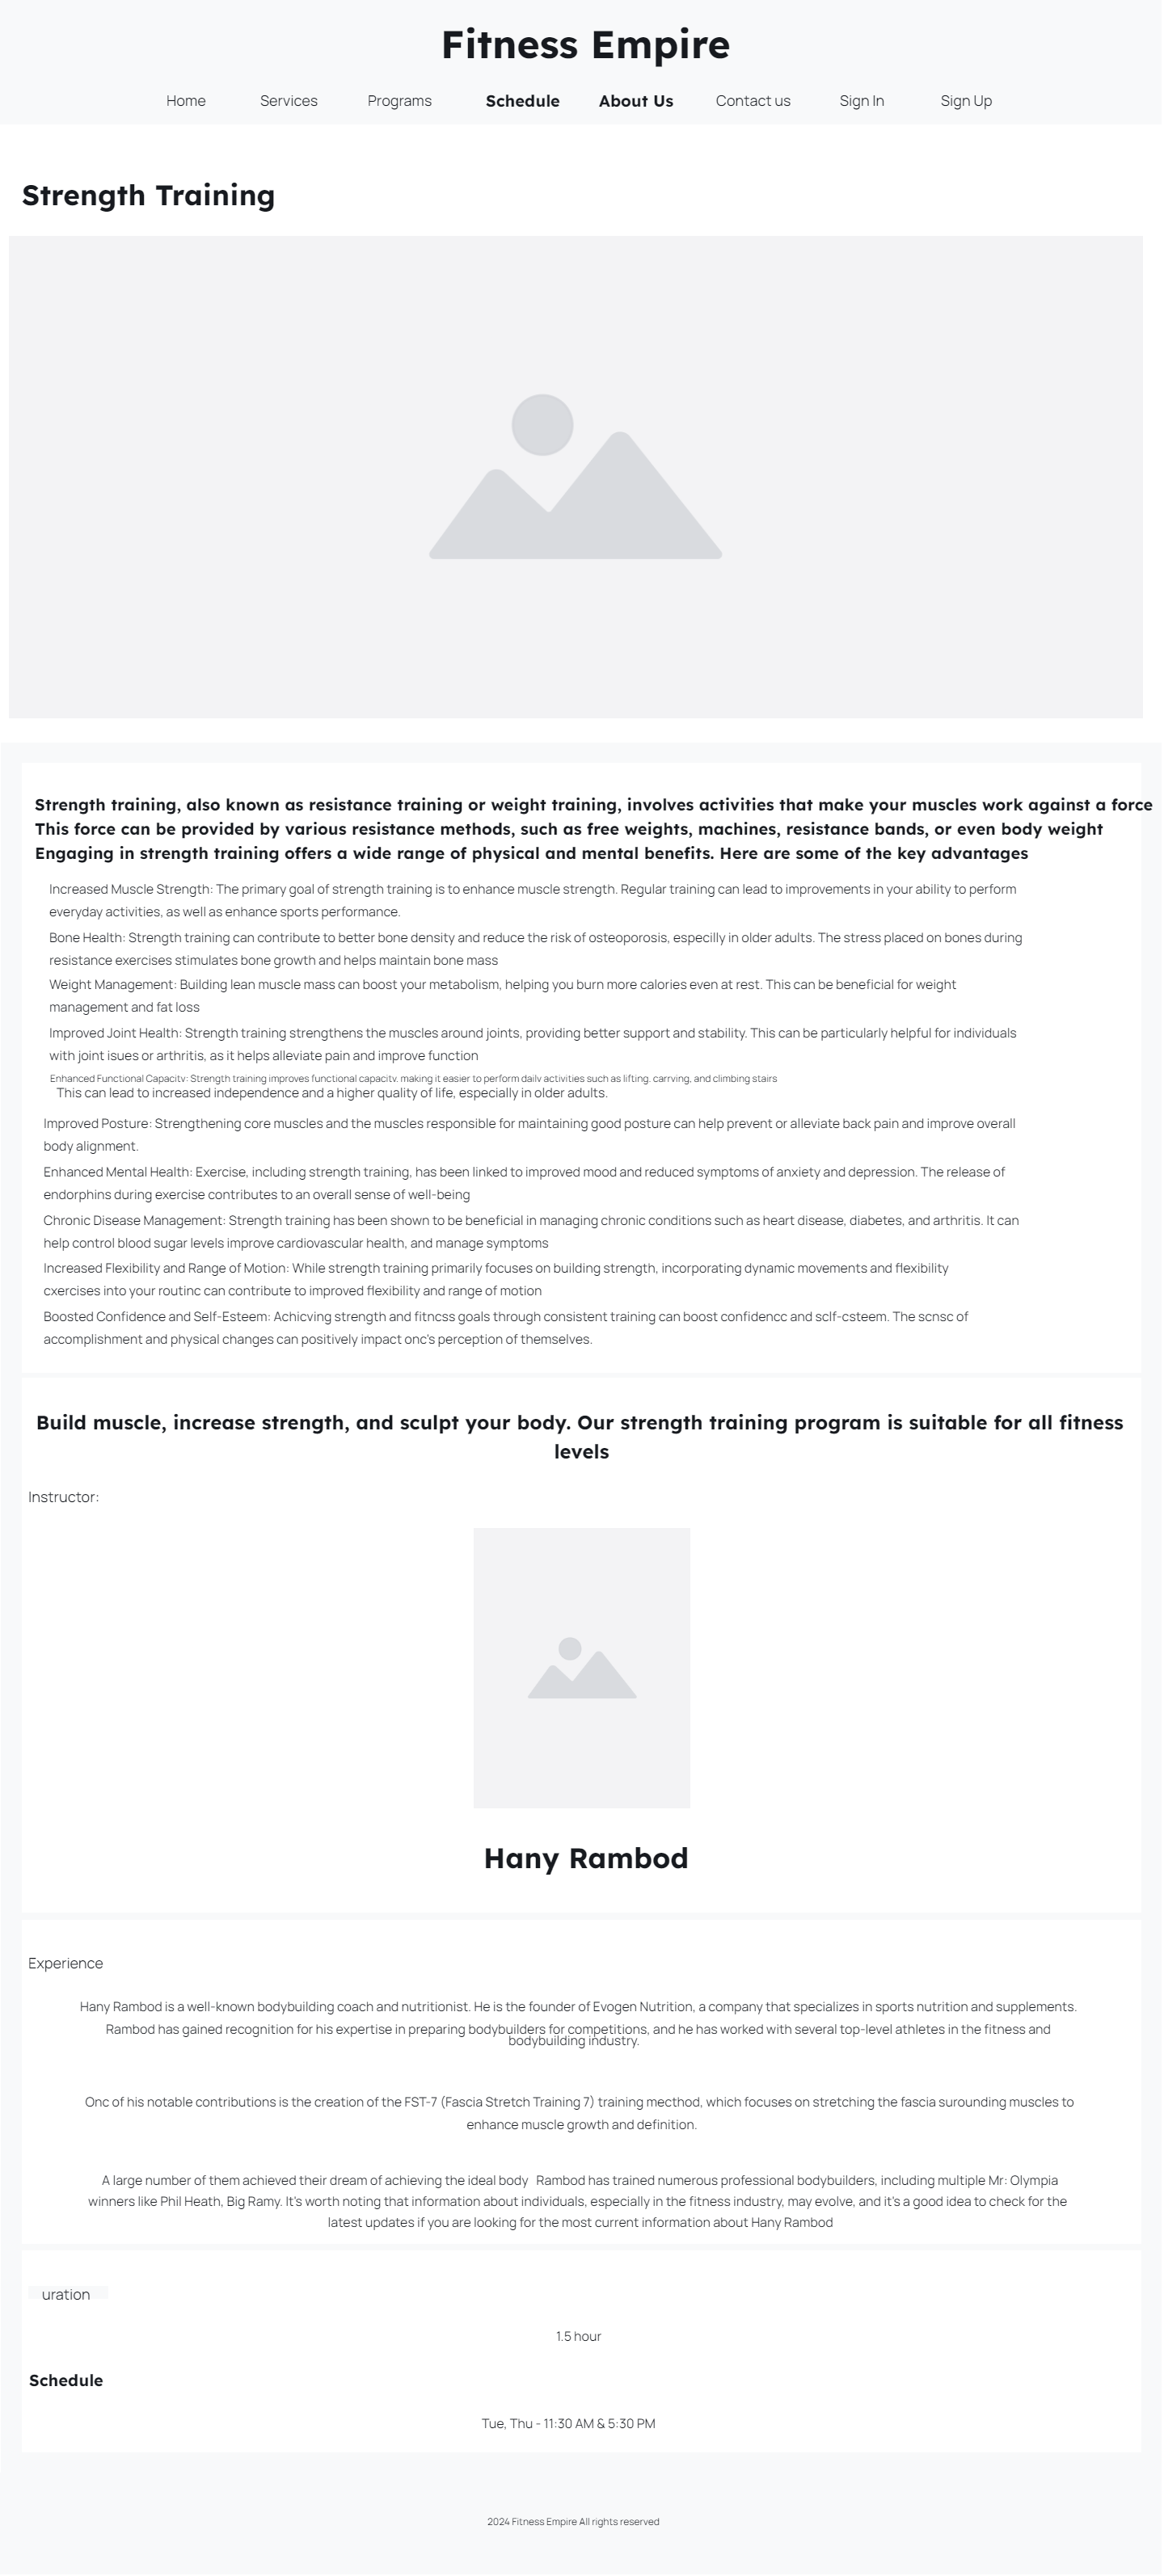 Fitness Empire
Home Services Programs Schedule About Us Contact us Sign In Sign Up
Strength Training
Strength training, also known as resistance training or weight training, involves activities that make your muscles work against a force
This force can be provided by various resistance methods, such as free weights, machines, resistance bands, or even body weight
Engaging in strength training offers a wide range of physical and mental benefits. Here are some of the key advantages
Increased Muscle Strength: The primary goal of strength training is to enhance muscle strength. Regular training can lead to improvements in your ability to perform
everyday activities, as well as enhance sports performance.
Bone Health: Strength training can contribute to better bone density and reduce the risk of osteoporosis, especilly in older adults. The stress placed on bones during
resistance exercises stimulates bone growth and helps maintain bone mass
Weight Management: Building lean muscle mass can boost your metabolism, helping you burn more calories even at rest. This can be beneficial for weight
management and fat loss
Improved Joint Health: Strength training strengthens the muscles around joints, providing better support and stability. This can be particularly helpful for individuals
with joint isues or arthritis, as it helps alleviate pain and improve function
Enhanced Functional Capacity: Strength training improves functional capacity. making it easier to perform daily activities such as lifting. carrying, and climbing stairs
This can lead to increased independence and a higher quality of life, especially in older adults.
Improved Posture: Strengthening core muscles and the muscles responsible for maintaining good posture can help prevent or alleviate back pain and improve overall
body alignment.
Enhanced Mental Health: Exercise, including strength training, has been linked to improved mood and reduced symptoms of anxiety and depression. The release of
endorphins during exercise contributes to an overall sense of well-being
Chronic Disease Management: Strength training has been shown to be beneficial in managing chronic conditions such as heart disease, diabetes, and arthritis. It can
help control blood sugar levels improve cardiovascular health, and manage symptoms
Increased Flexibility and Range of Motion: While strength training primarily focuses on building strength, incorporating dynamic movements and flexibility
cxercises into your routinc can contribute to improved flexibility and range of motion
Boosted Confidence and Self-Esteem: Achicving strength and fitncss goals through consistent training can boost confidencc and sclf-csteem. The scnsc of
accomplishment and physical changes can positively impact onc's perception of themselves.
Build muscle, increase strength, and sculpt your body. Our strength training program is suitable for all fitness
levels
Instructor:
Hany Rambod
Experience
Hany Rambod is a well-known bodybuilding coach and nutritionist. He is the founder of Evogen Nutrition, a company that specializes in sports nutrition and supplements.
Rambod has gained recognition for his expertise in preparing bodybuilders for competitions, and he has worked with several top-level athletes in the fitness and
bodybuilding industry.
Onc of his notable contributions is the creation of the FST-7 (Fascia Stretch Training 7) training mecthod, which focuses on stretching the fascia surounding muscles to
enhance muscle growth and definition.
A large number of them achieved their dream of achieving the ideal body Rambod has trained numerous professional bodybuilders, including multiple Mr: Olympia
winners like Phil Heath, Big Ramy. It's worth noting that information about individuals, especially in the fitness industry, may evolve, and it's a good idea to check for the
latest updates if you are looking for the most current information about Hany Rambod
uration
1.5 hour
Schedule
Tue, Thu - 11:30 AM & 5:30 PM
2024 Fitness Empire All rights reserved